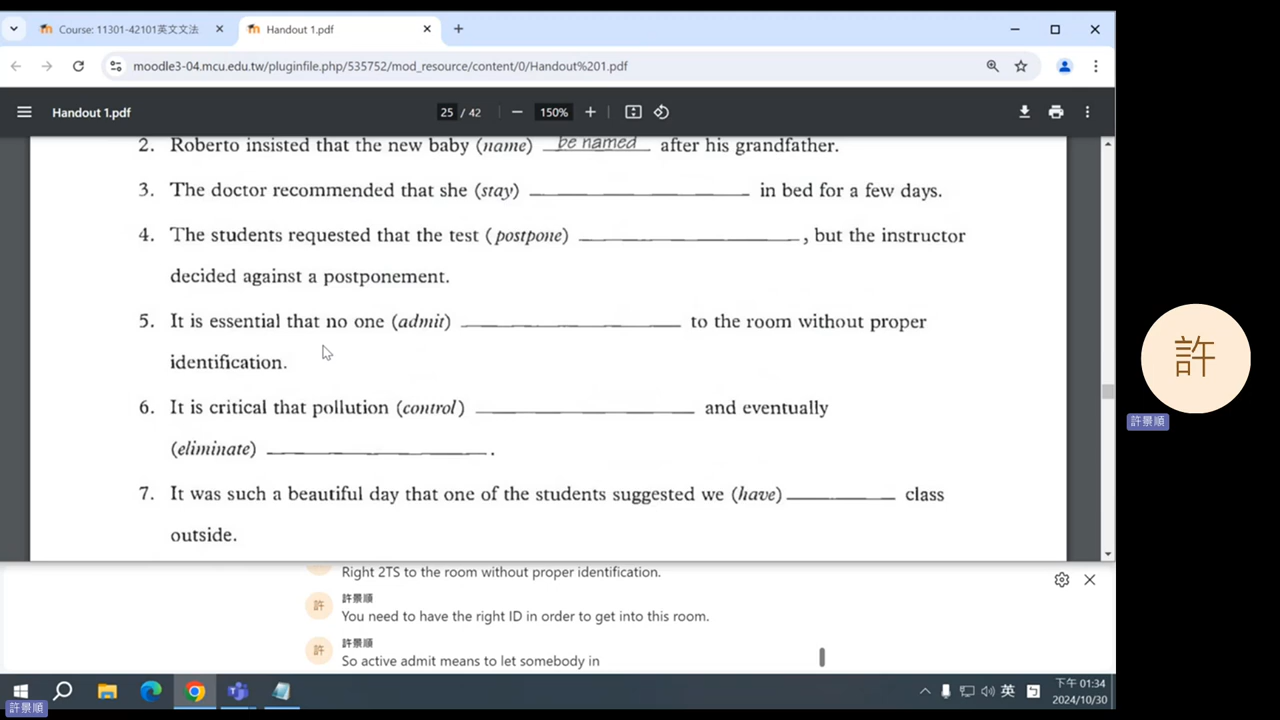 Course: 11301-42101英文文法
Handout 1.pdf
moodle3-04.mcu.edu.tw/pluginfile.php/535752/mod_resource/content/0/Handout%201.pdf
Handout 1.pdf
25 / 42
150%
2. Roberto insisted that the new baby (name) be named after his grandfather.
3. The doctor recommended that she (stay) ____ in bed for a few days.
4. The students requested that the test (postpone) ____, but the instructor
decided against a postponement.
5. It is essential that no one (admit) ____ to the room without proper
identification.
6. It is critical that pollution (control) ____ and eventually
(eliminate) ____.
7. It was such a beautiful day that one of the students suggested we (have) ____ class
outside.
許
許景順
Right 2TS to the room without proper identification.
許
許景順
You need to have the right ID in order to get into this room.
許
許景順
So active admit means to let somebody in
英
下午 01:34
2024/10/30
許景順